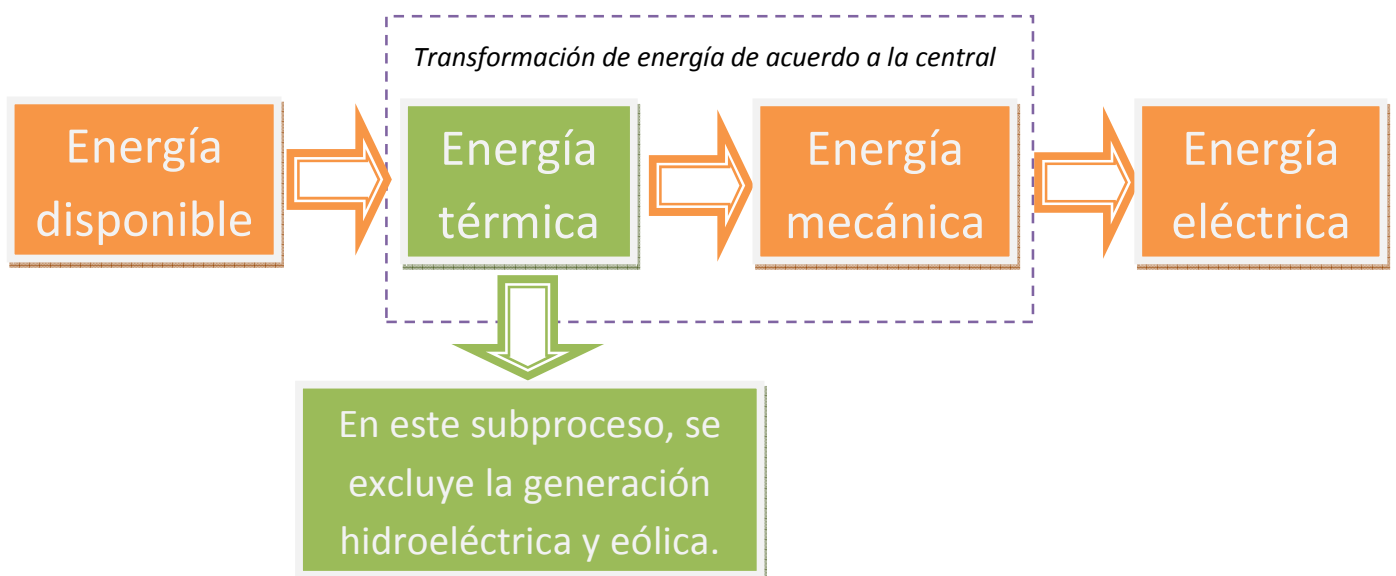 Transformación de energía de acuerdo a la central
Energía
disponible
Energía
térmica
Energía
mecánica
Energía
eléctrica
En este subproceso, se
excluye la generación
hidroeléctrica y eólica.